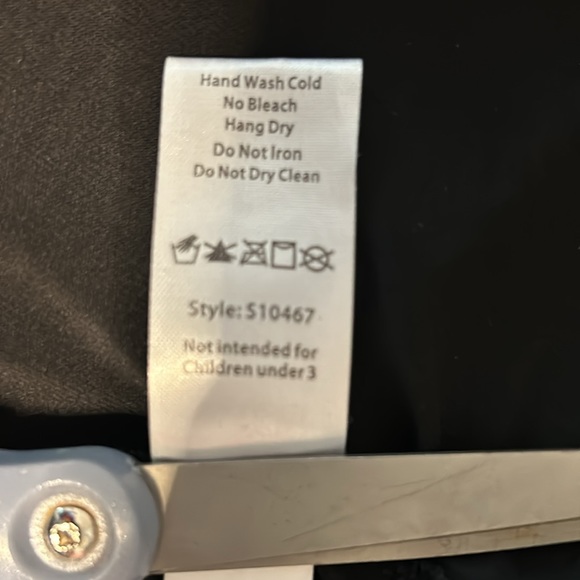 Hand Wash Cold
No Bleach
Hang Dry
Do Not Iron
Do Not Dry Clean
Style: S10467
Not intended for
Children under 3